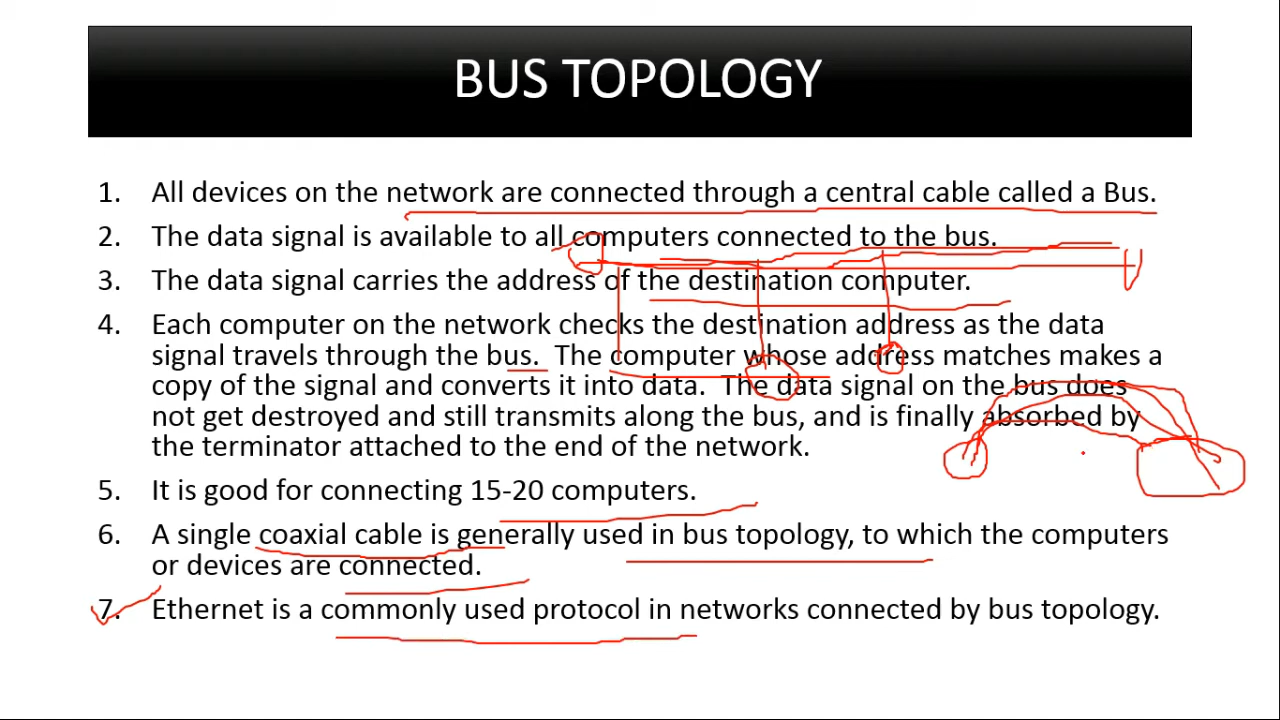 BUS TOPOLOGY
1. All devices on the network are connected through a central cable called a Bus.
2. The data signal is available to all computers connected to the bus.
3. The data signal carries the address of the destination computer.
4. Each computer on the network checks the destination address as the data
signal travels through the bus. The computer whose address matches makes a
copy of the signal and converts it into data. The data signal on the bus does
not get destroyed and still transmits along the bus, and is finally absorbed by
the terminator attached to the end of the network.
5. It is good for connecting 15-20 computers.
6. A single coaxial cable is generally used in bus topology, to which the computers
or devices are connected.
7. Ethernet is a commonly used protocol in networks connected by bus topology.